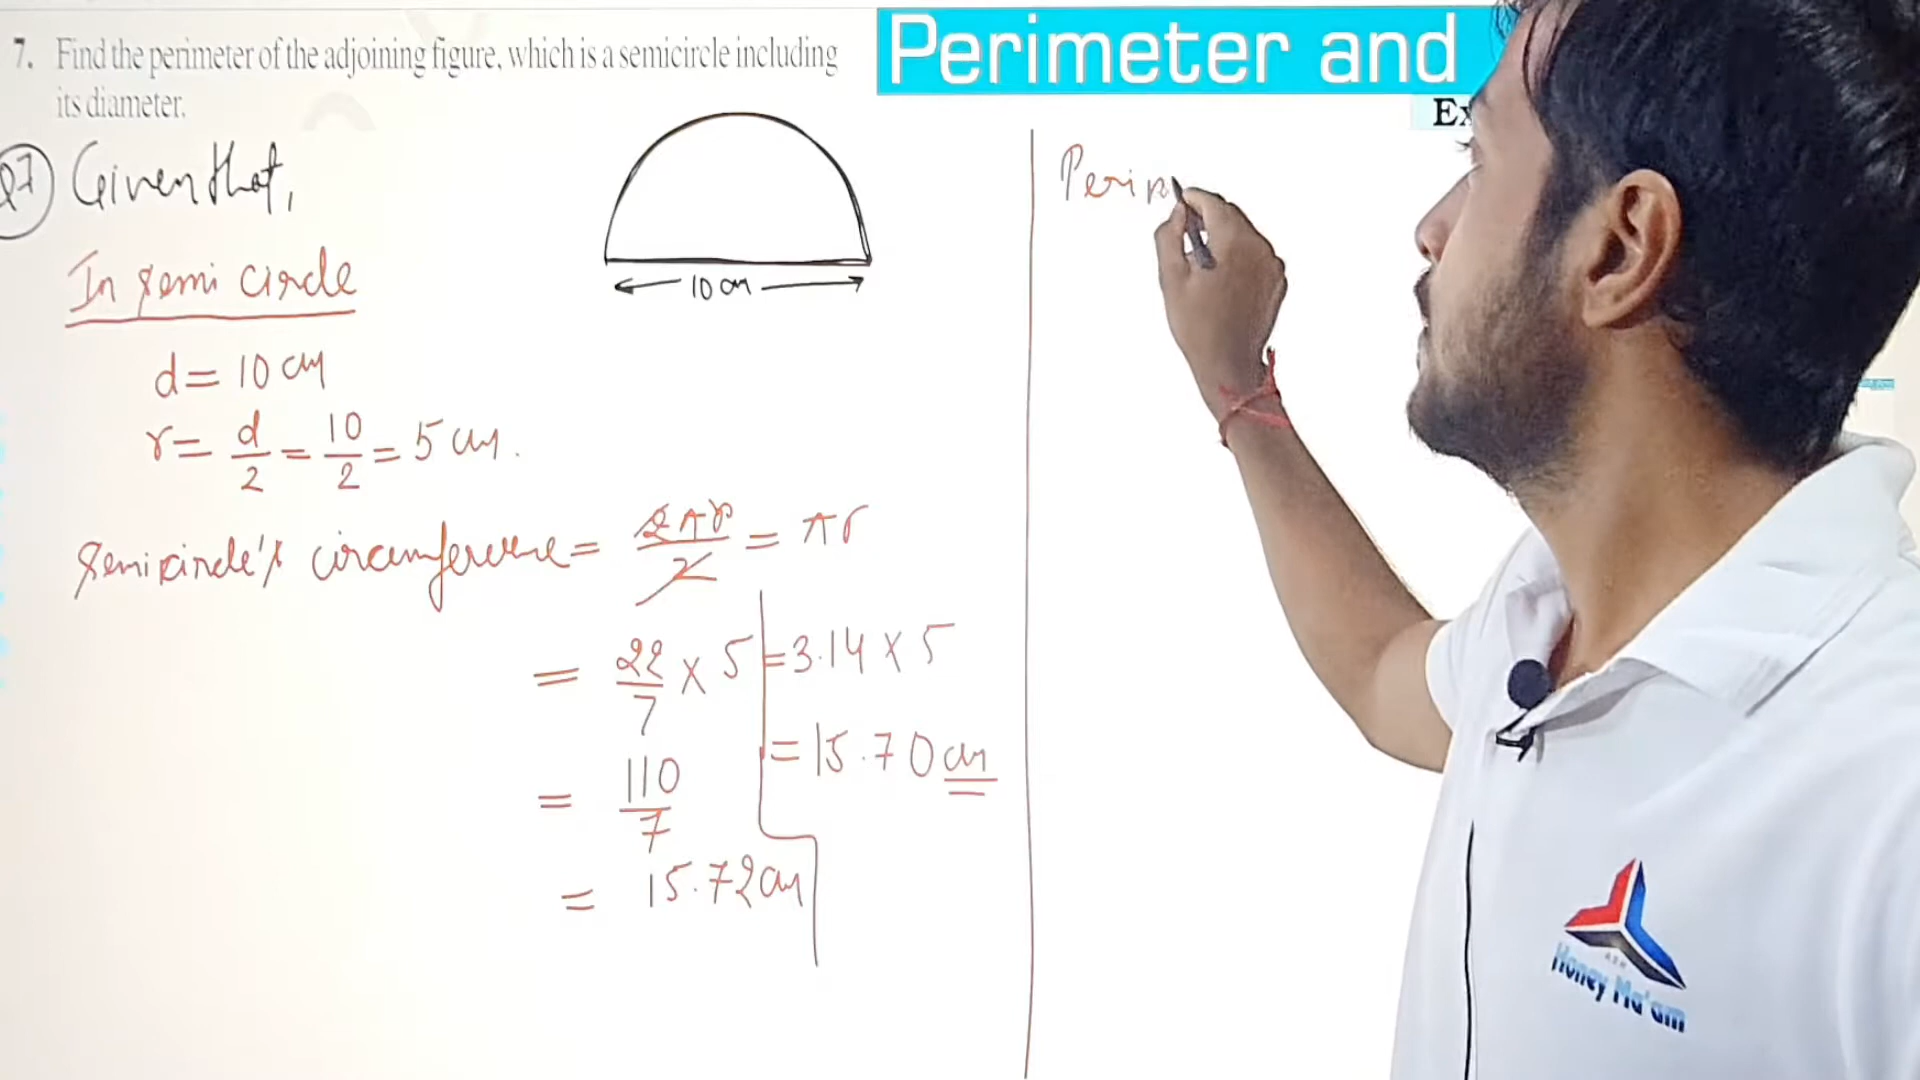 7. Find the perimeter of the adjoining figure, which is a semicircle including
its diameter.
Perimeter and
Ex
Q7 Given that,
10 cm
In semi circle
d = 10 cm
r = d/2 = 10/2 = 5 cm.
semicircle's circumference = 2πr/2 = πr
= 22/7 × 5
= 3.14 × 5
= 110/7
= 15.70 cm
= 15.72 cm
Perim
Honey Ma'am